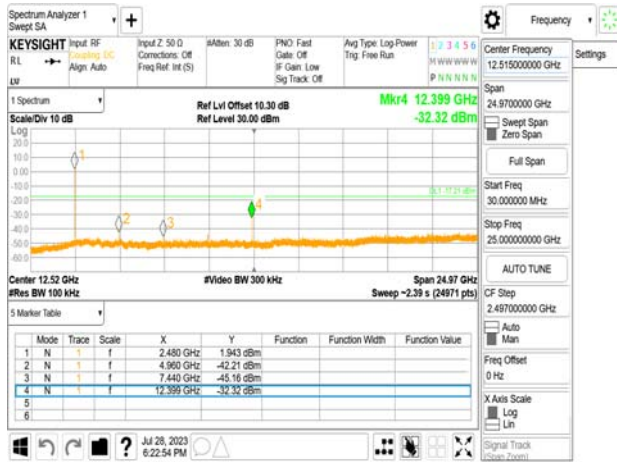 Spectrum Analyzer 1
Swept SA
+
Frequency
KEYSIGHT
RL
Input: RF
Coupling: DC
Align: Auto
Input Z: 50 Ω
Corrections: Off
Freq Ref: Int (S)
#Atten: 30 dB
PNO: Fast
Gate: Off
IF Gain: Low
Sig Track: Off
Avg Type: Log-Power
Trig: Free Run
1 2 3 4 5 6
M W W W W W
P N N N N N
1 Spectrum
Scale/Div 10 dB
Ref Lvl Offset 10.30 dB
Ref Level 30.00 dBm
Mkr4 12.399 GHz
-32.32 dBm
Log
20.0
10.0
0.00
-10.0
-20.0
-30.0
-40.0
-50.0
-60.0
1
2
3
4
Center 12.52 GHz
#Video BW 300 kHz
Span 24.97 GHz
#Res BW 100 kHz
Sweep ~2.39 s (24971 pts)
5 Marker Table
Mode Trace Scale X Y Function Function Width Function Value
1 N 1 f 2.480 GHz 1.943 dBm
2 N 1 f 4.960 GHz -42.21 dBm
3 N 1 f 7.440 GHz -45.16 dBm
4 N 1 f 12.399 GHz -32.32 dBm
5
6
?
Jul 28, 2023
6:22:54 PM
Center Frequency
12.515000000 GHz
Settings
Span
24.9700000 GHz
Swept Span
Zero Span
Full Span
Start Freq
30.000000 MHz
Stop Freq
25.000000000 GHz
AUTO TUNE
CF Step
2.497000000 GHz
Auto
Man
Freq Offset
0 Hz
X Axis Scale
Log
Lin
Signal Track
(Span Zoom)